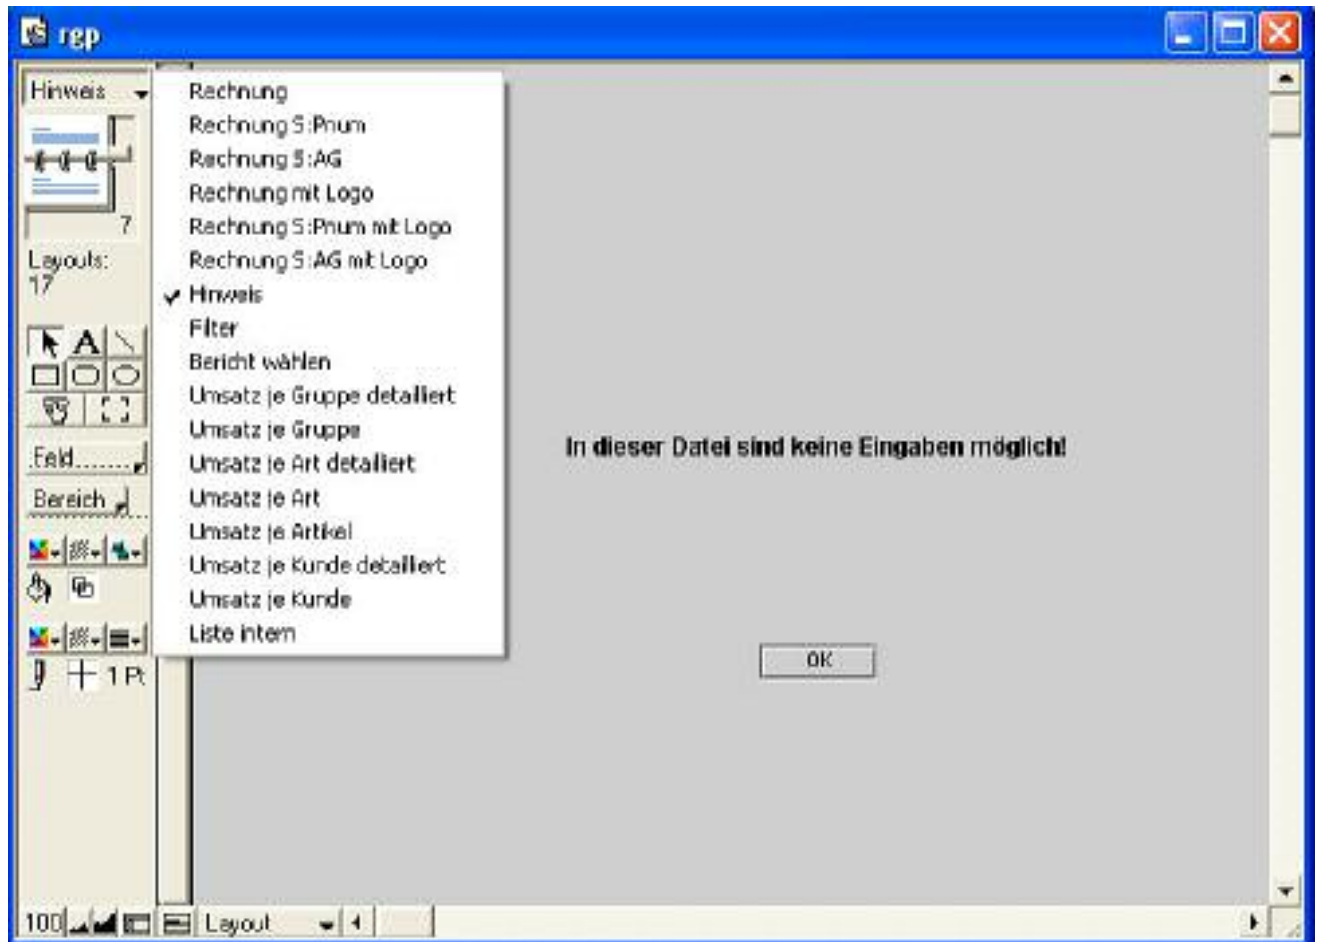 rgp
Hinweis
7
Layouts:
17
A
Feld
Bereich
1 Pt
Rechnung
Rechnung S:Pnum
Rechnung S:AG
Rechnung mit Logo
Rechnung S:Pnum mit Logo
Rechnung S:AG mit Logo
Hinweis
Filter
Bericht wählen
Umsatz je Gruppe detailliert
Umsatz je Gruppe
Umsatz je Art detailliert
Umsatz je Art
Umsatz je Artikel
Umsatz je Kunde detailliert
Umsatz je Kunde
Liste intern
In dieser Datei sind keine Eingaben möglich!
OK
100
Layout